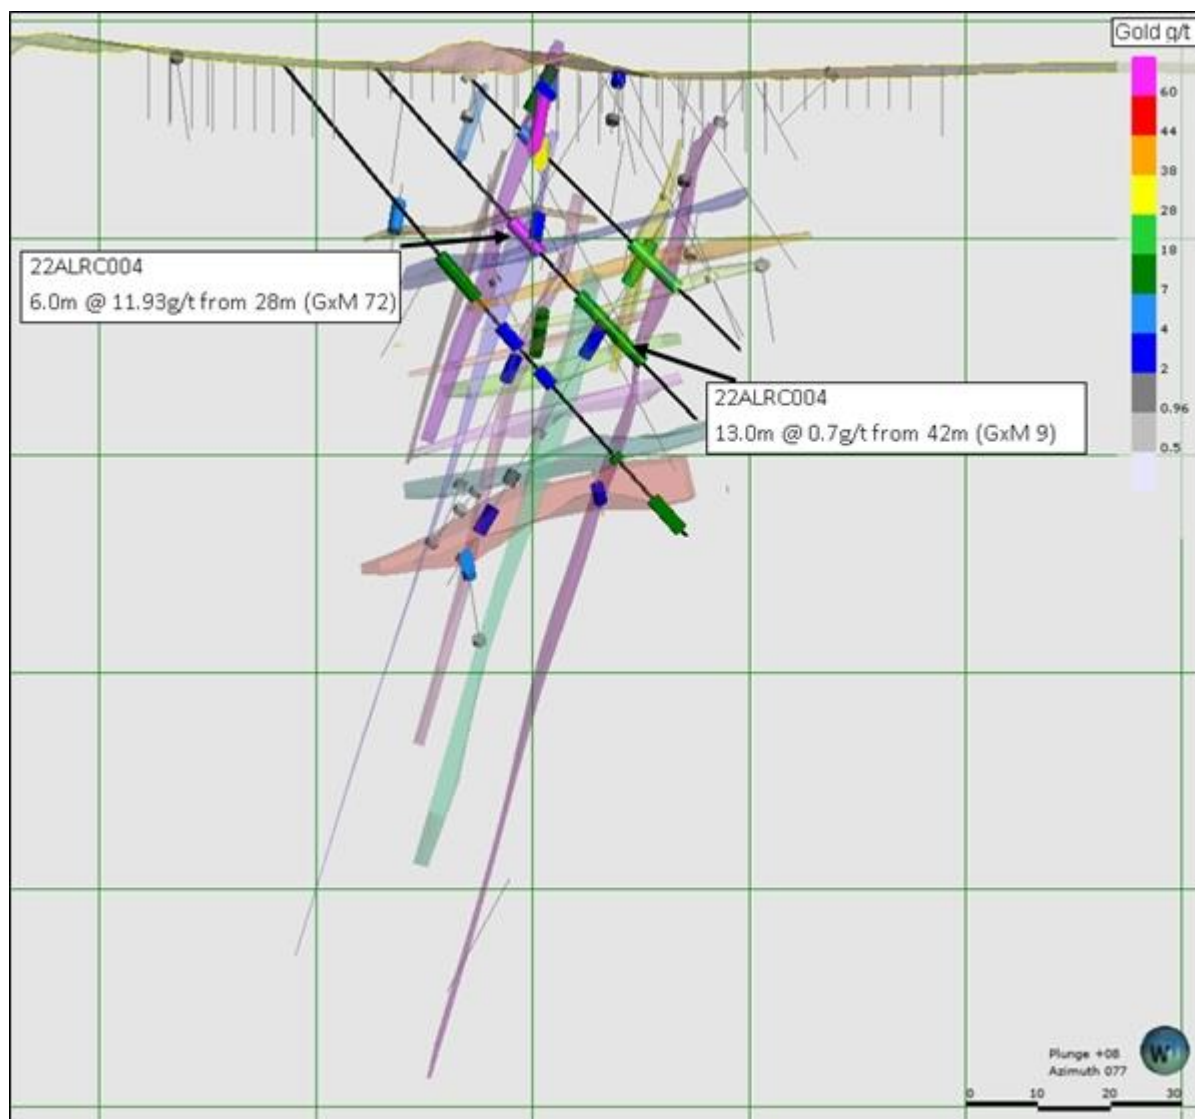 Gold g/t
60
44
38
28
18
7
4
2
0.96
0.5
22ALRC004
6.0m @ 11.93g/t from 28m (GxM 72)
22ALRC004
13.0m @ 0.7g/t from 42m (GxM 9)
Plunge +08
Azimuth 077
W
0 10 20 30